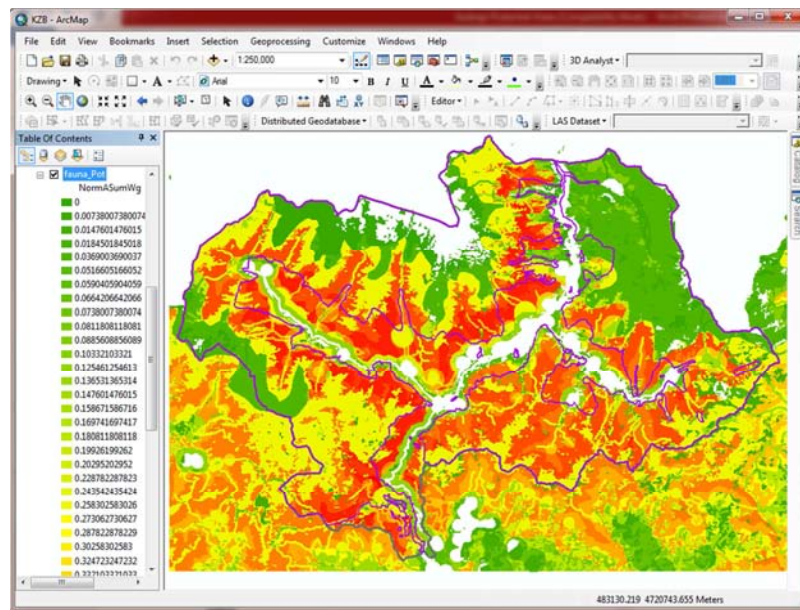 KZB - ArcMap
File Edit View Bookmarks Insert Selection Geoprocessing Customize Windows Help
1:250,000
3D Analyst
Drawing
A
Arial
10
B I U A
Editor
Distributed Geodatabase
LAS Dataset
Table Of Contents
Catalog
Search
fauna_Pot
NormASumWg
0
0.00738007380074
0.0147601476015
0.0184501845018
0.0369003690037
0.0516605166052
0.0590405904059
0.0664206642066
0.0738007380074
0.0811808118081
0.0885608856089
0.10332103321
0.125461254613
0.136531365314
0.147601476015
0.158671586716
0.169741697417
0.180811808118
0.19926199262
0.20295202952
0.228782287823
0.243542435424
0.258302583026
0.273062730627
0.287822878229
0.30258302583
0.324723247232
483130.219 4720743.655 Meters